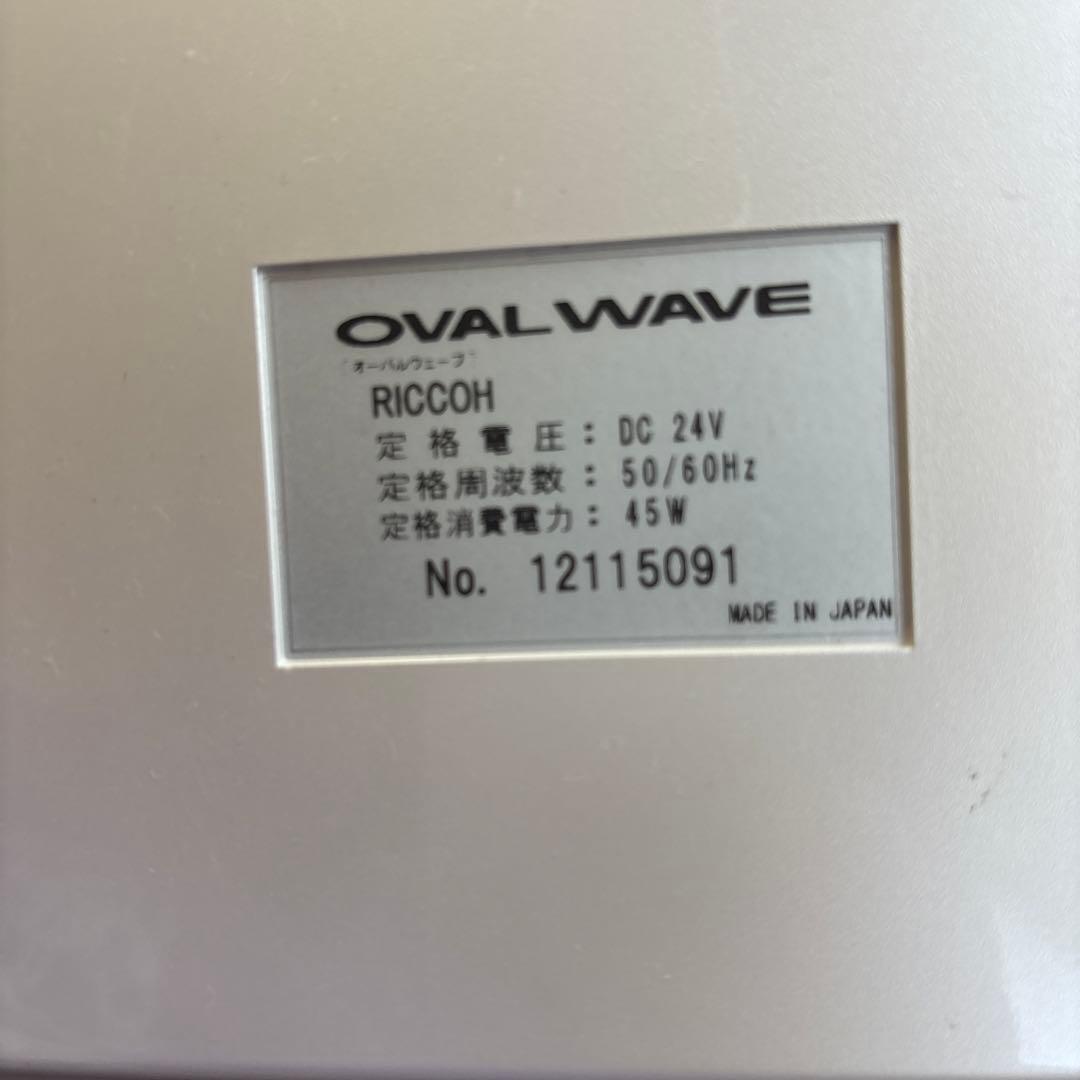 OVALWAVE
「オーバルウェーブ」
RICCOH
定格電圧：DC 24V
定格周波数：50/60Hz
定格消費電力：45W
No. 12115091
MADE IN JAPAN